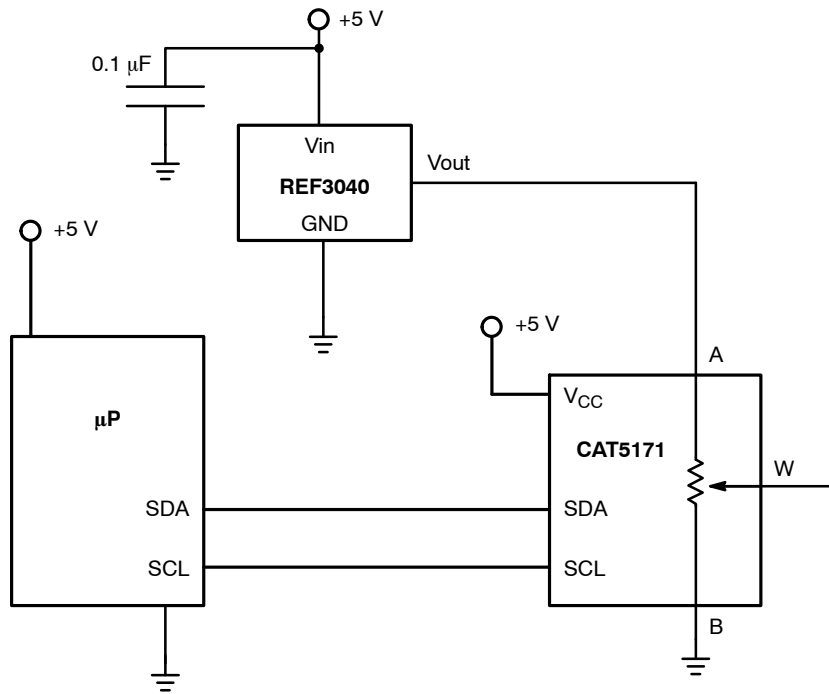 +5 V
0.1 μF
Vin
Vout
REF3040
GND
+5 V
+5 V
A
VCC
μP
CAT5171
W
SDA
SDA
SCL
SCL
B